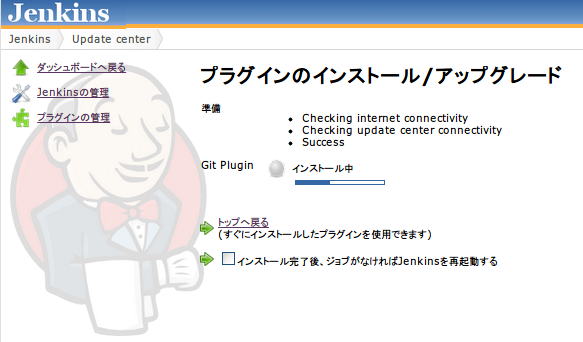 Jenkins
Jenkins
Update center
ダッシュボードへ戻る
Jenkinsの管理
プラグインの管理
プラグインのインストール/アップグレード
準備
Checking internet connectivity
Checking update center connectivity
Success
Git Plugin
インストール中
トップへ戻る
(すぐにインストールしたプラグインを使用できます)
インストール完了後、ジョブがなければJenkinsを再起動する